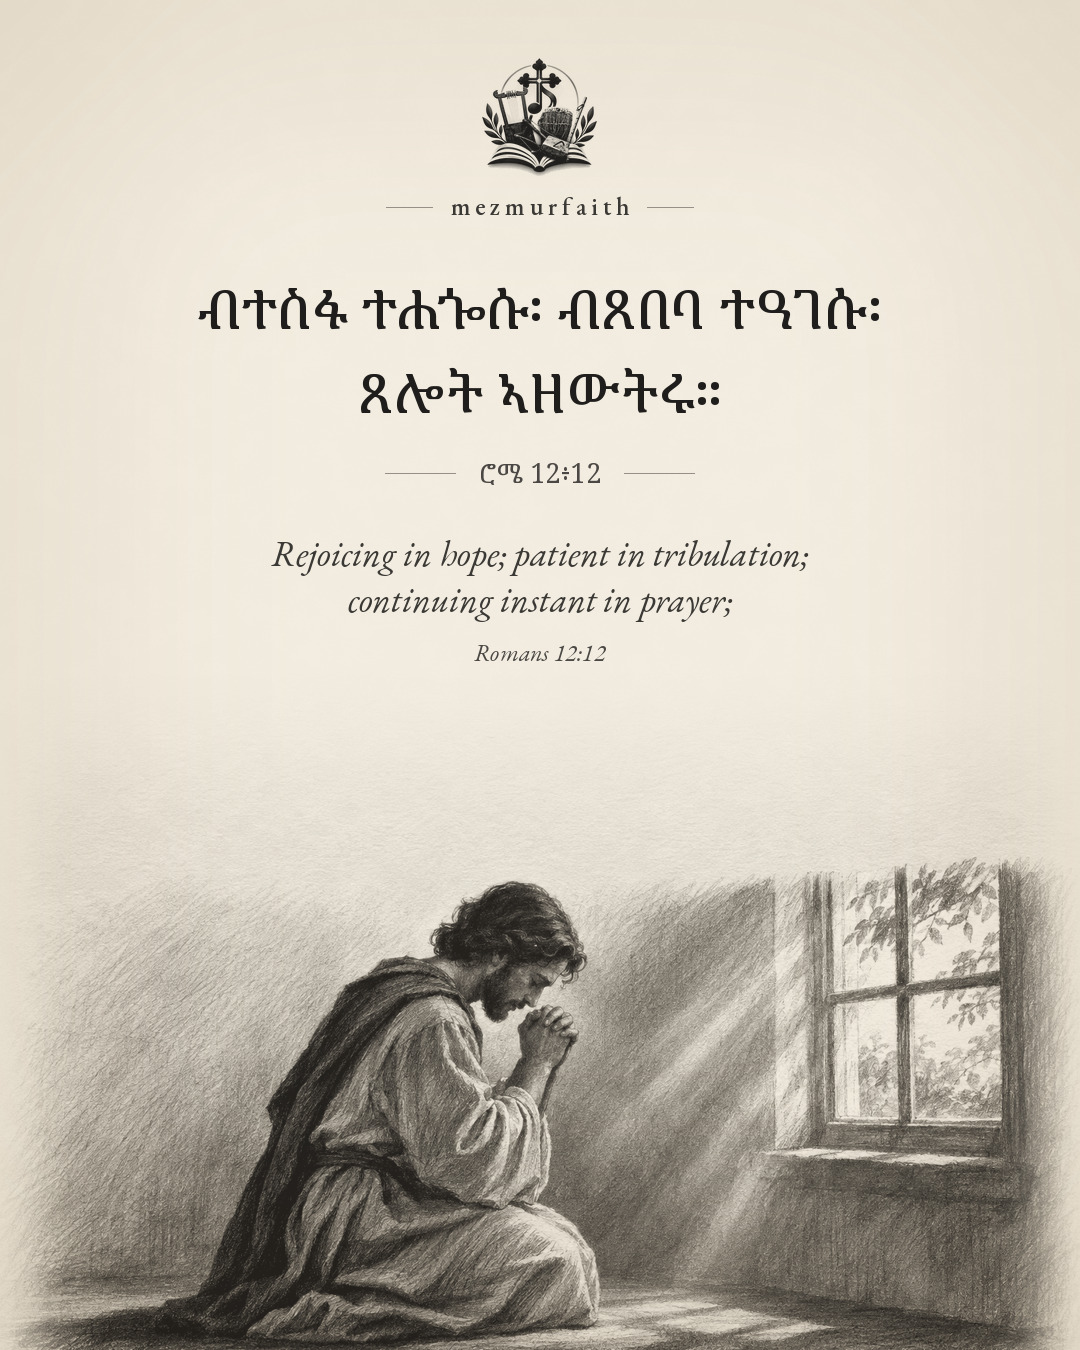 mezmurfaith
ብተስፋ ተሐጐሱ፡ ብጸበባ ተዓገሱ፡
ጸሎት ኣዘውትሩ።
ሮሜ 12፥12
Rejoicing in hope; patient in tribulation;
continuing instant in prayer;
Romans 12:12